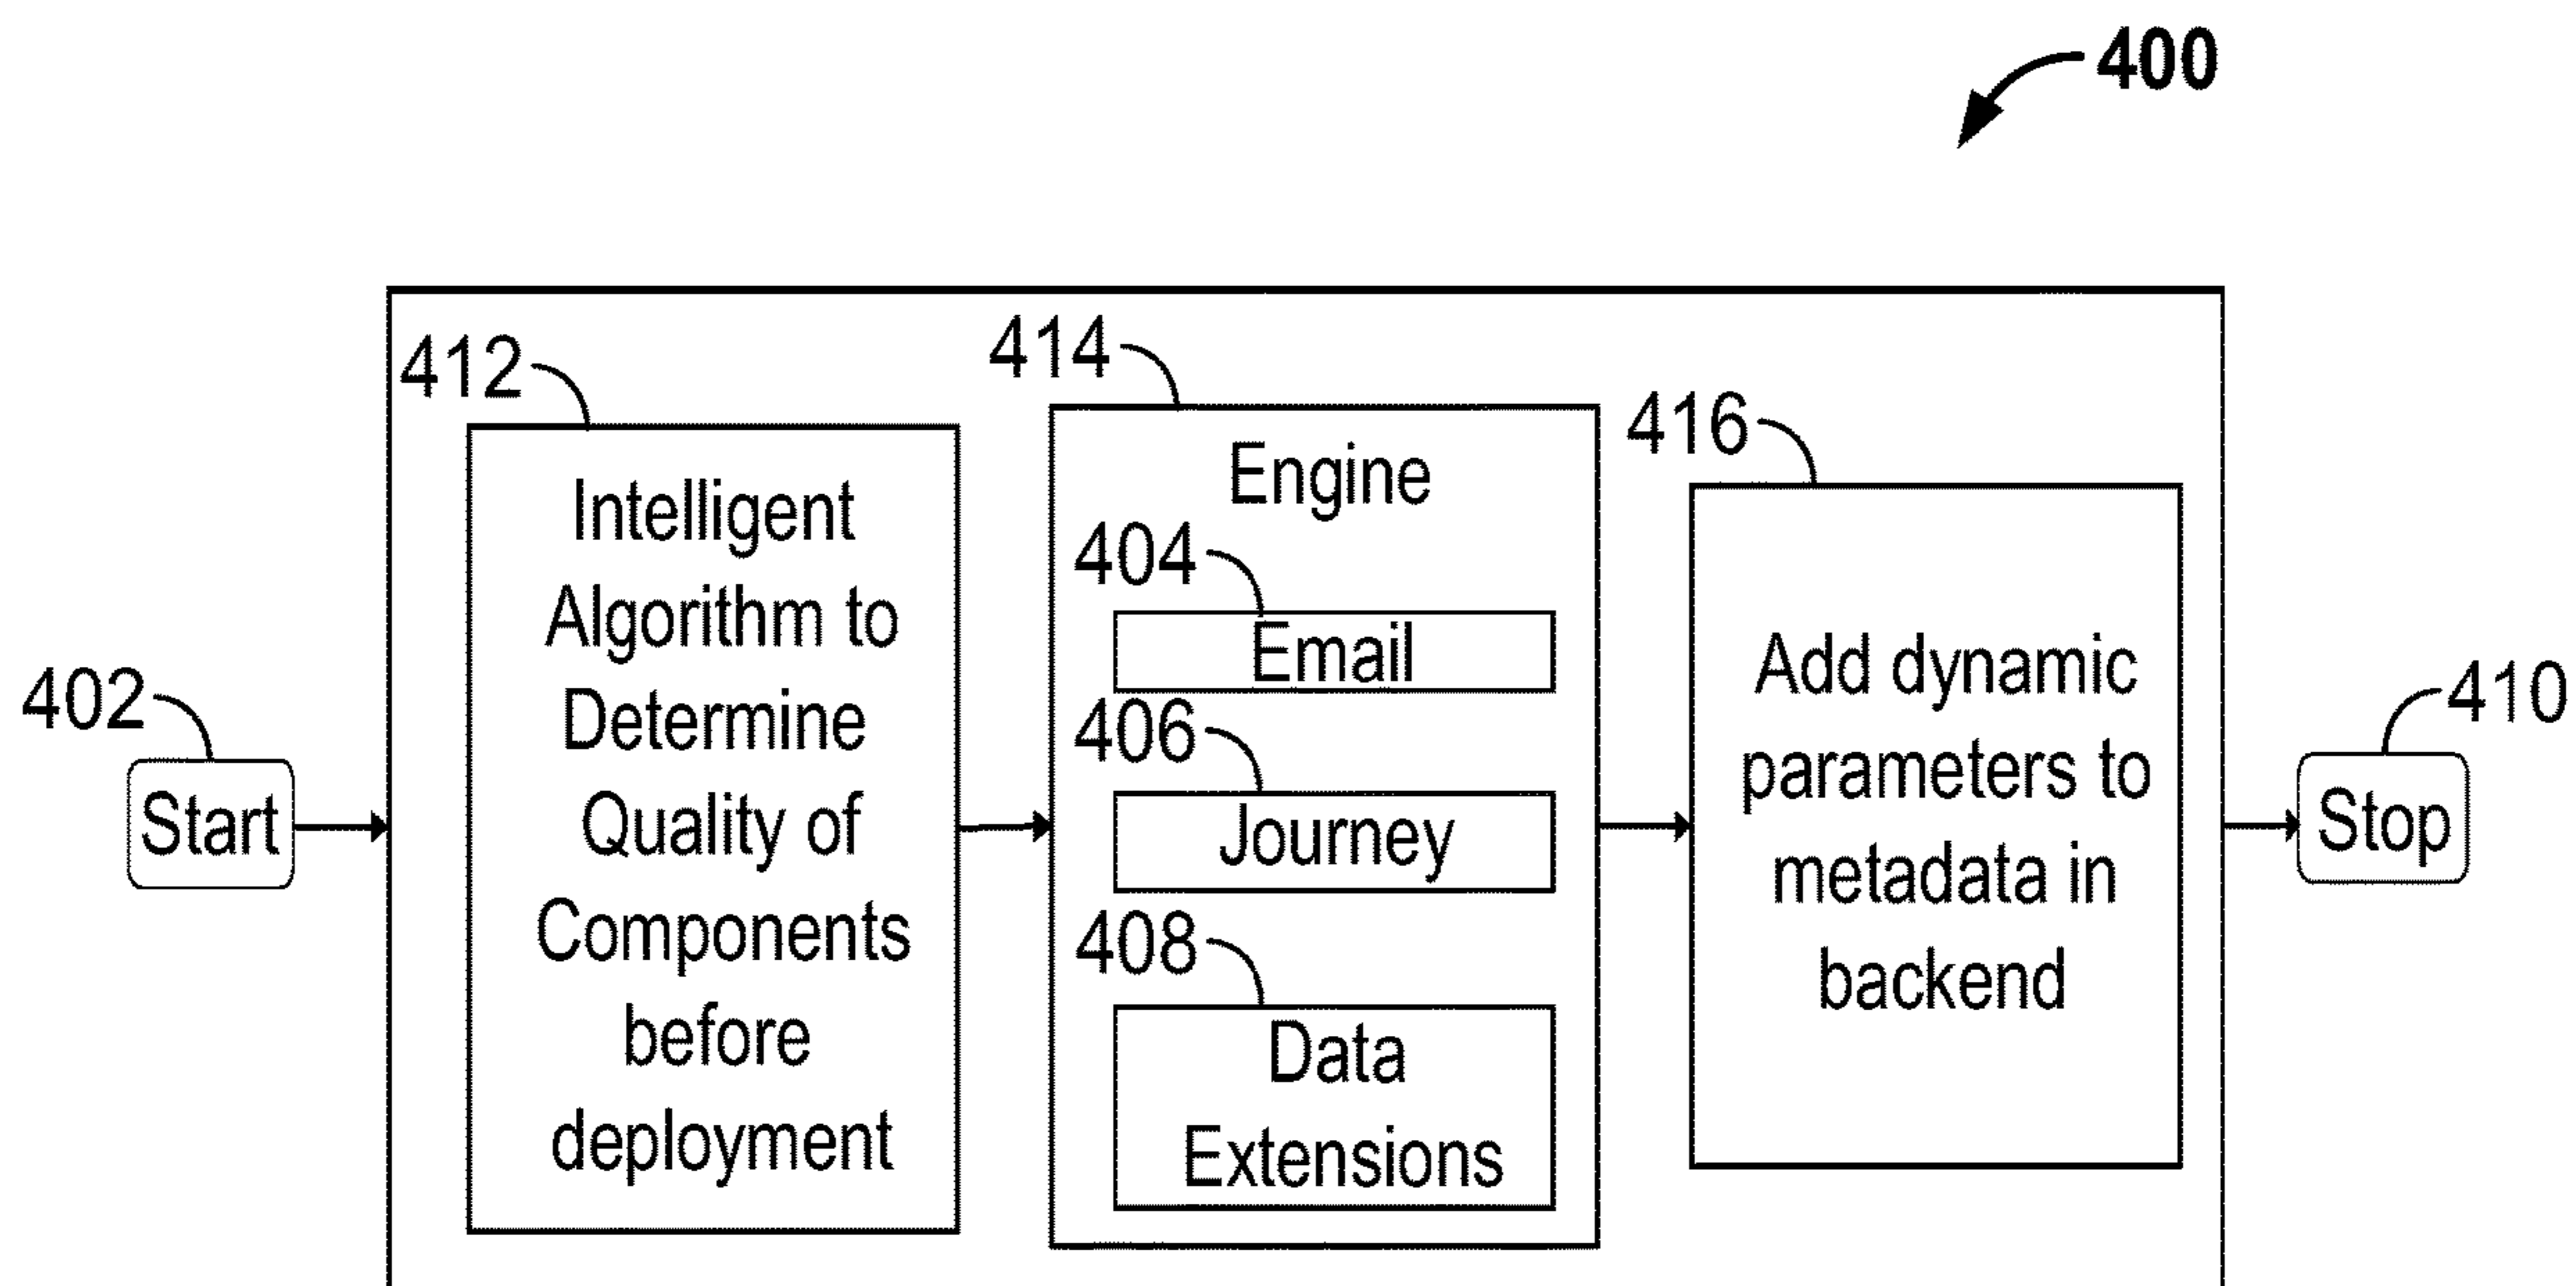 400
402
Start
412
Intelligent
Algorithm to
Determine
Quality of
Components
before
deployment
414
Engine
404
Email
406
Journey
408
Data
Extensions
416
Add dynamic
parameters to
metadata in
backend
410
Stop